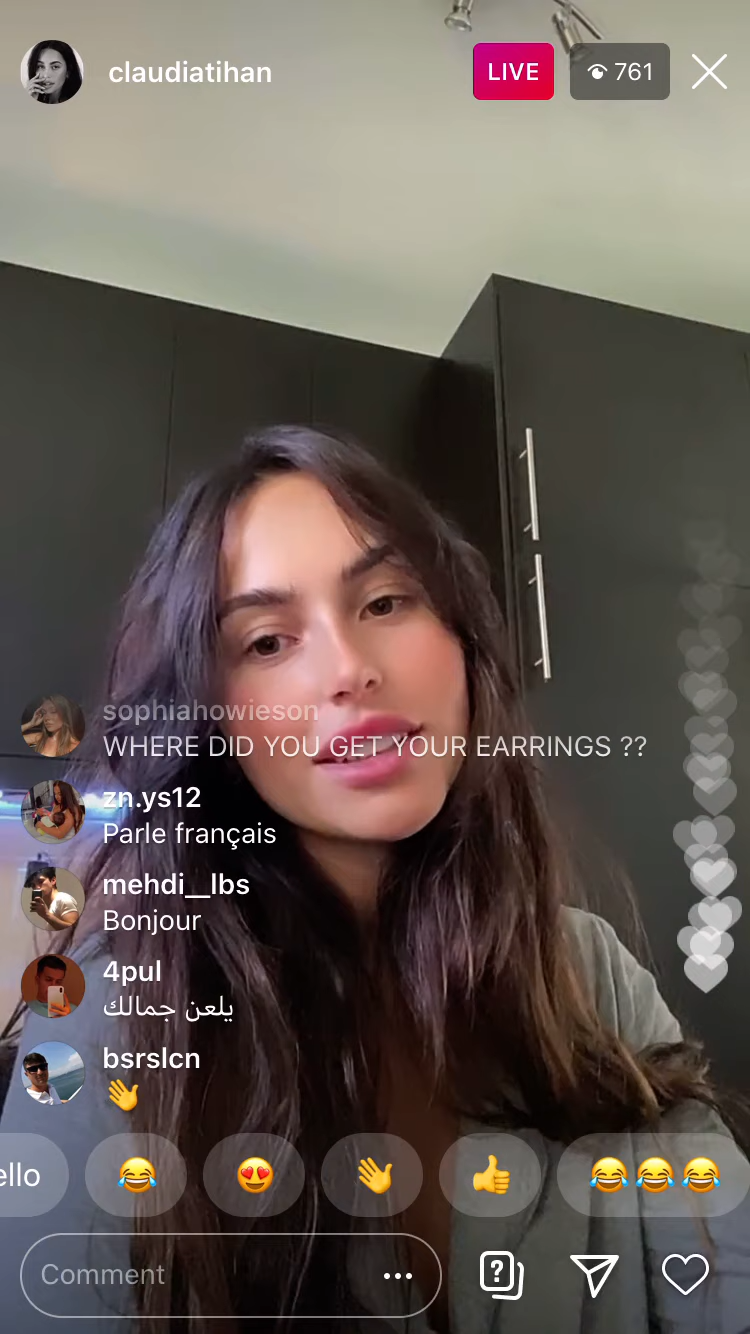 claudiatihan
LIVE
761
sophiahowieson
WHERE DID YOU GET YOUR EARRINGS ??
zn.ys12
Parle français
mehdi__lbs
Bonjour
4pul
يلعن جمالك
bsrslcn
👋
ello
😂 😍 👋 👍 😂😂😂
Comment